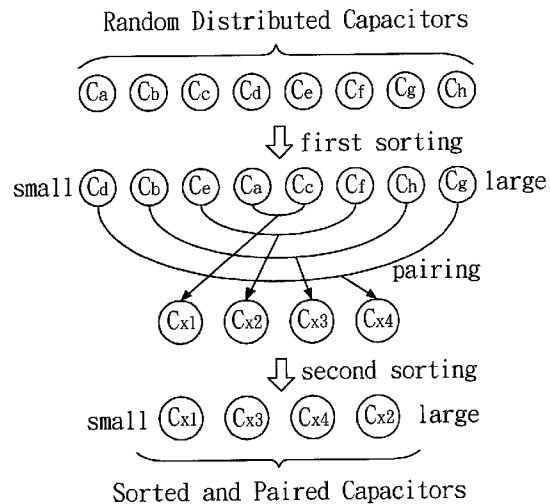 Random Distributed Capacitors
Ca Cb Cc Cd Ce Cf Cg Ch
first sorting
small Cd Cb Ce Ca Cc Cf Ch Cg large
pairing
Cx1 Cx2 Cx3 Cx4
second sorting
small Cx1 Cx3 Cx4 Cx2 large
Sorted and Paired Capacitors